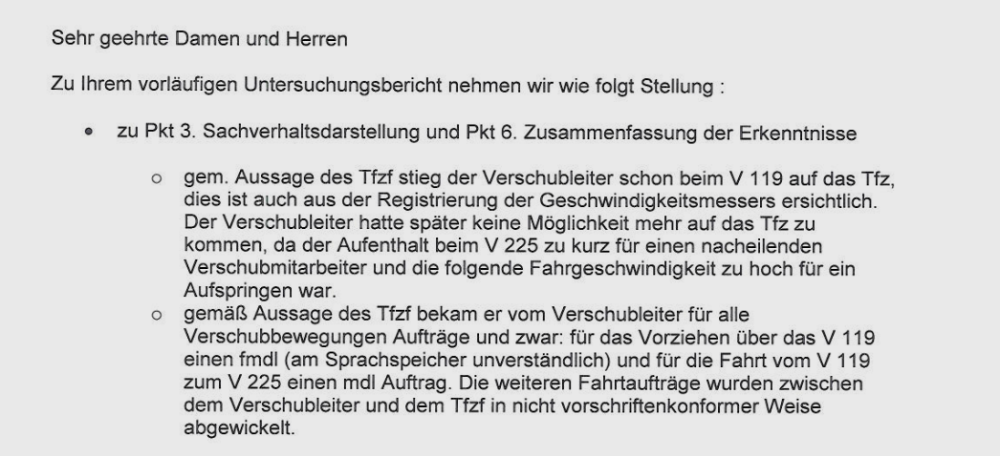 Sehr geehrte Damen und Herren
Zu Ihrem vorläufigen Untersuchungsbericht nehmen wir wie folgt Stellung :
• zu Pkt 3. Sachverhaltsdarstellung und Pkt 6. Zusammenfassung der Erkenntnisse
o gem. Aussage des Tfzf stieg der Verschubleiter schon beim V 119 auf das Tfz,
dies ist auch aus der Registrierung der Geschwindigkeitsmessers ersichtlich.
Der Verschubleiter hatte später keine Möglichkeit mehr auf das Tfz zu
kommen, da der Aufenthalt beim V 225 zu kurz für einen nacheilenden
Verschubmitarbeiter und die folgende Fahrgeschwindigkeit zu hoch für ein
Aufspringen war.
o gemäß Aussage des Tfzf bekam er vom Verschubleiter für alle
Verschubbewegungen Aufträge und zwar: für das Vorziehen über das V 119
einen fmdl (am Sprachspeicher unverständlich) und für die Fahrt vom V 119
zum V 225 einen mdl Auftrag. Die weiteren Fahrtaufträge wurden zwischen
dem Verschubleiter und dem Tfzf in nicht vorschriftenkonformer Weise
abgewickelt.